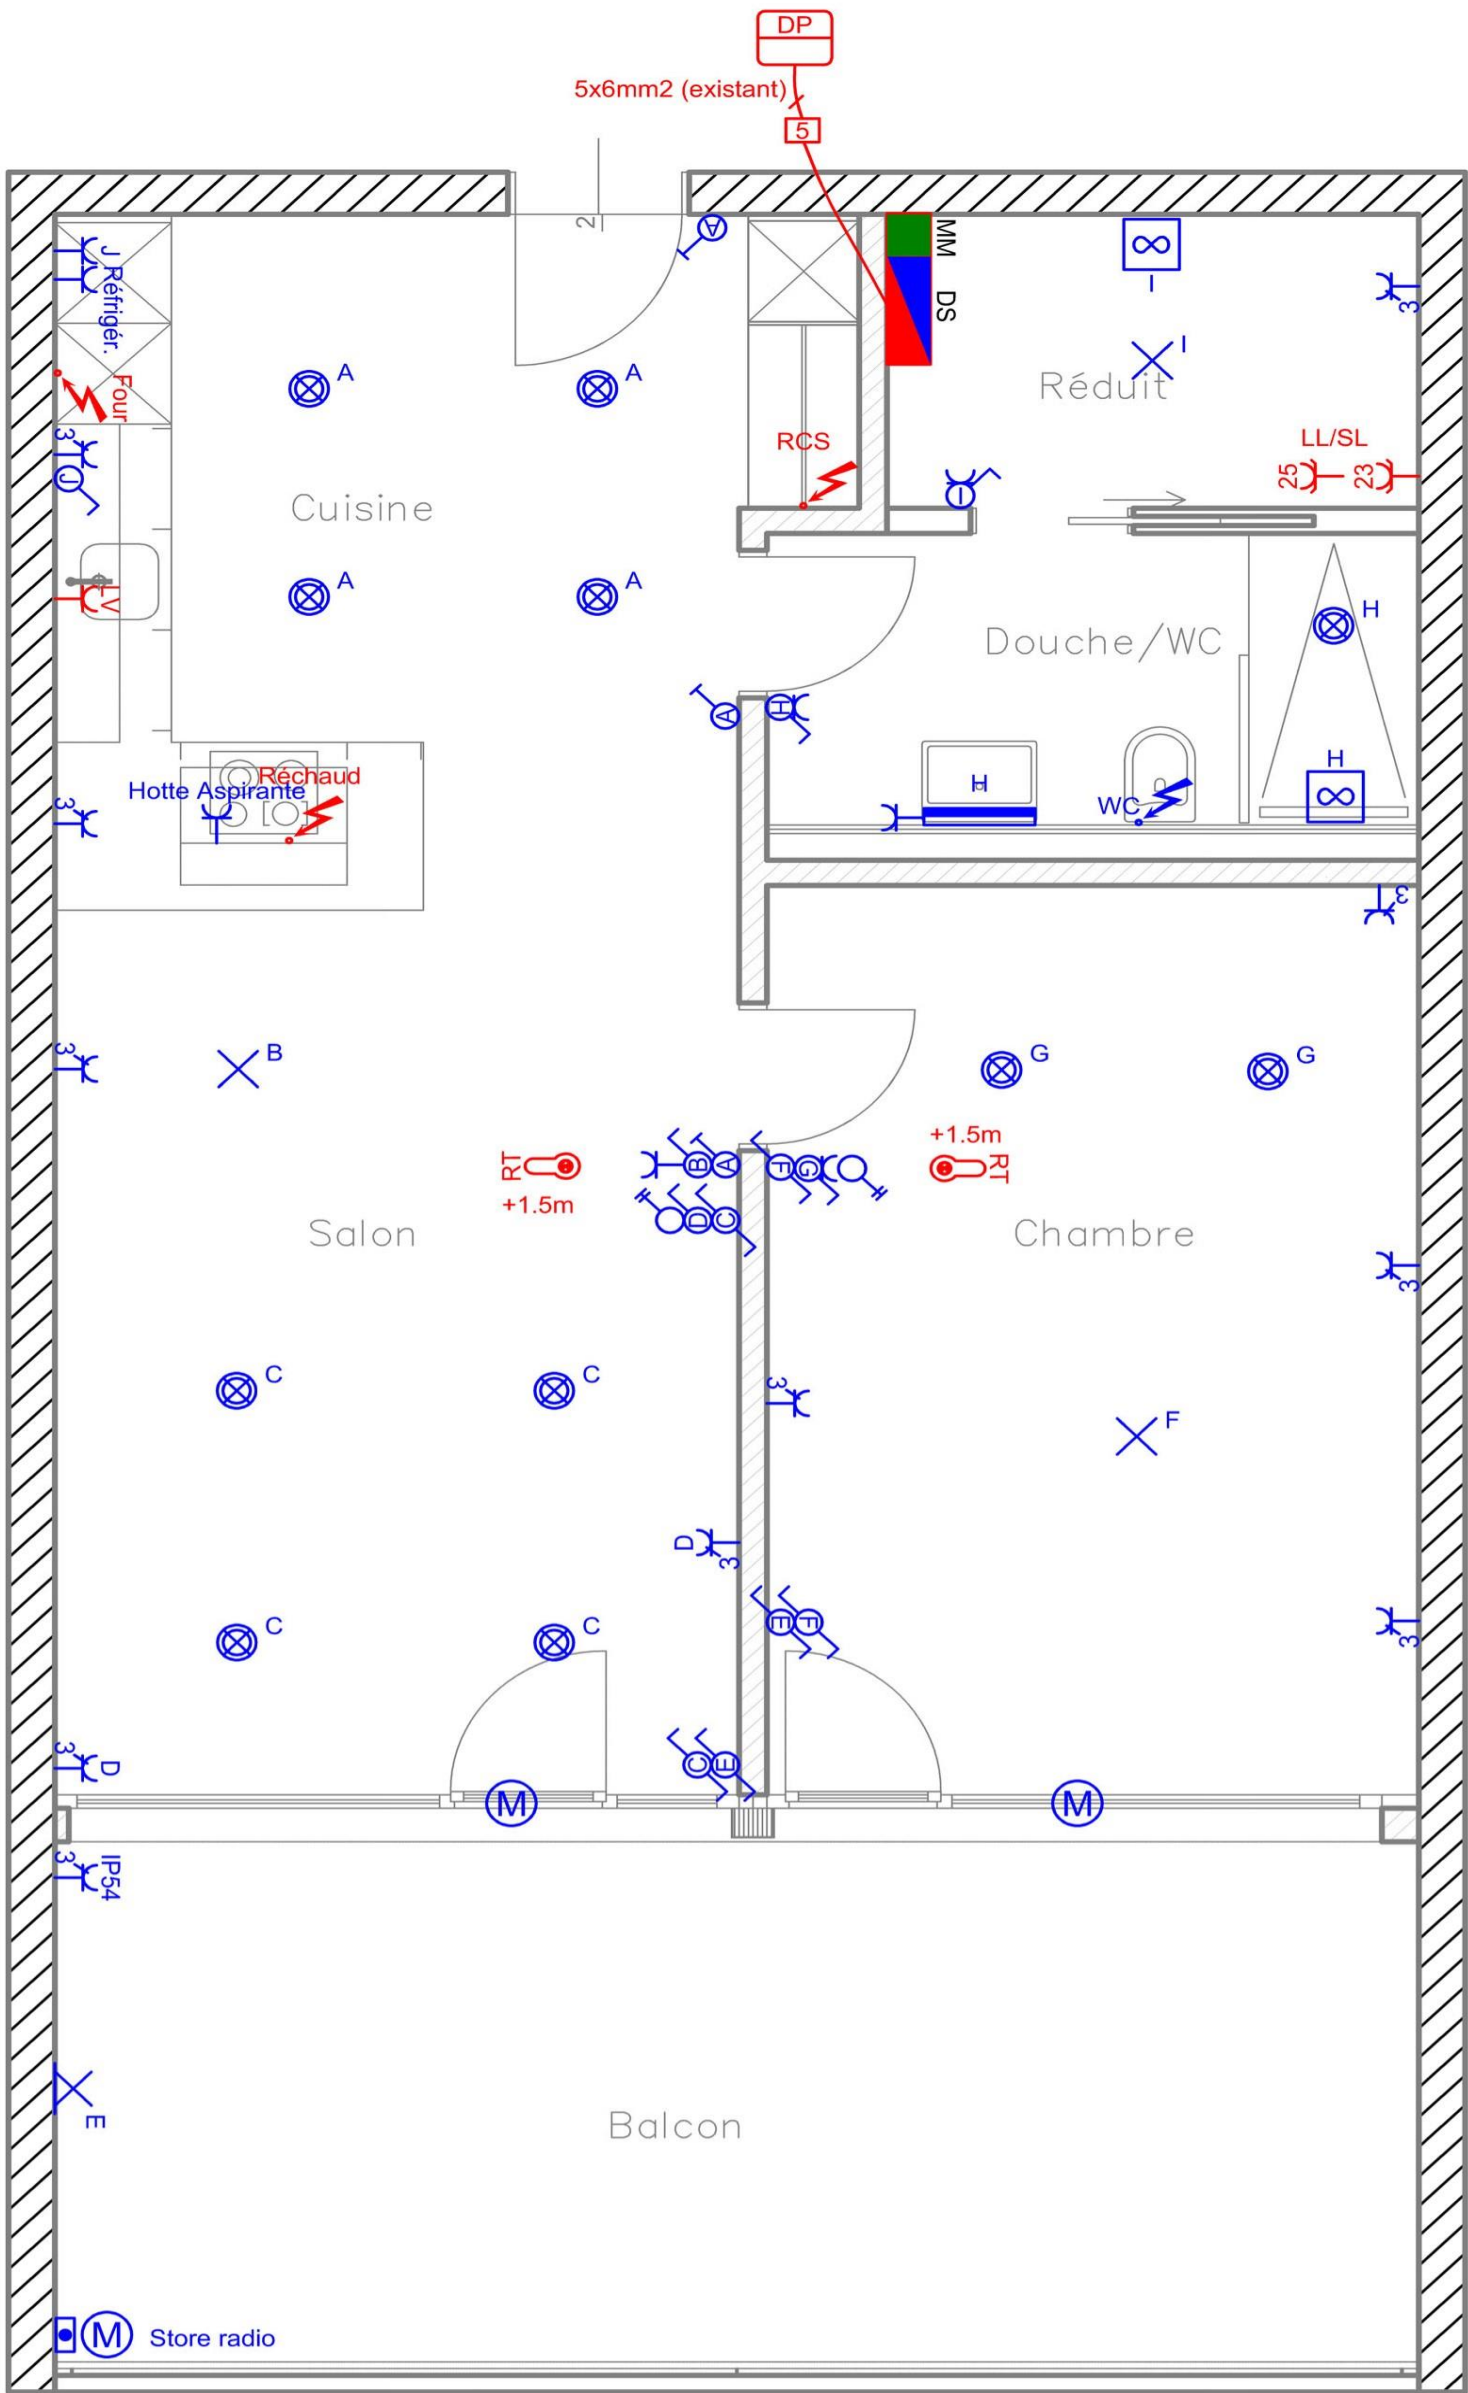 DP
5x6mm2 (existant)
5
2
A
MM
DS
I
3
J Réfrigér.
Four
A
A
I
Réduit
RCS
LL/SL
25
23
3
J
Cuisine
I
LV
A
A
H
Douche/WC
A
H
H
H
WC
Réchaud
Hotte Aspirante
3
3
3
B
G
G
+1.5m
RT
B
A
F
G
RT
+1.5m
D
C
Salon
Chambre
3
C
C
3
F
D
3
E
F
3
C
C
3
D
C
E
M
M
3
IP54
E
Balcon
M
Store radio